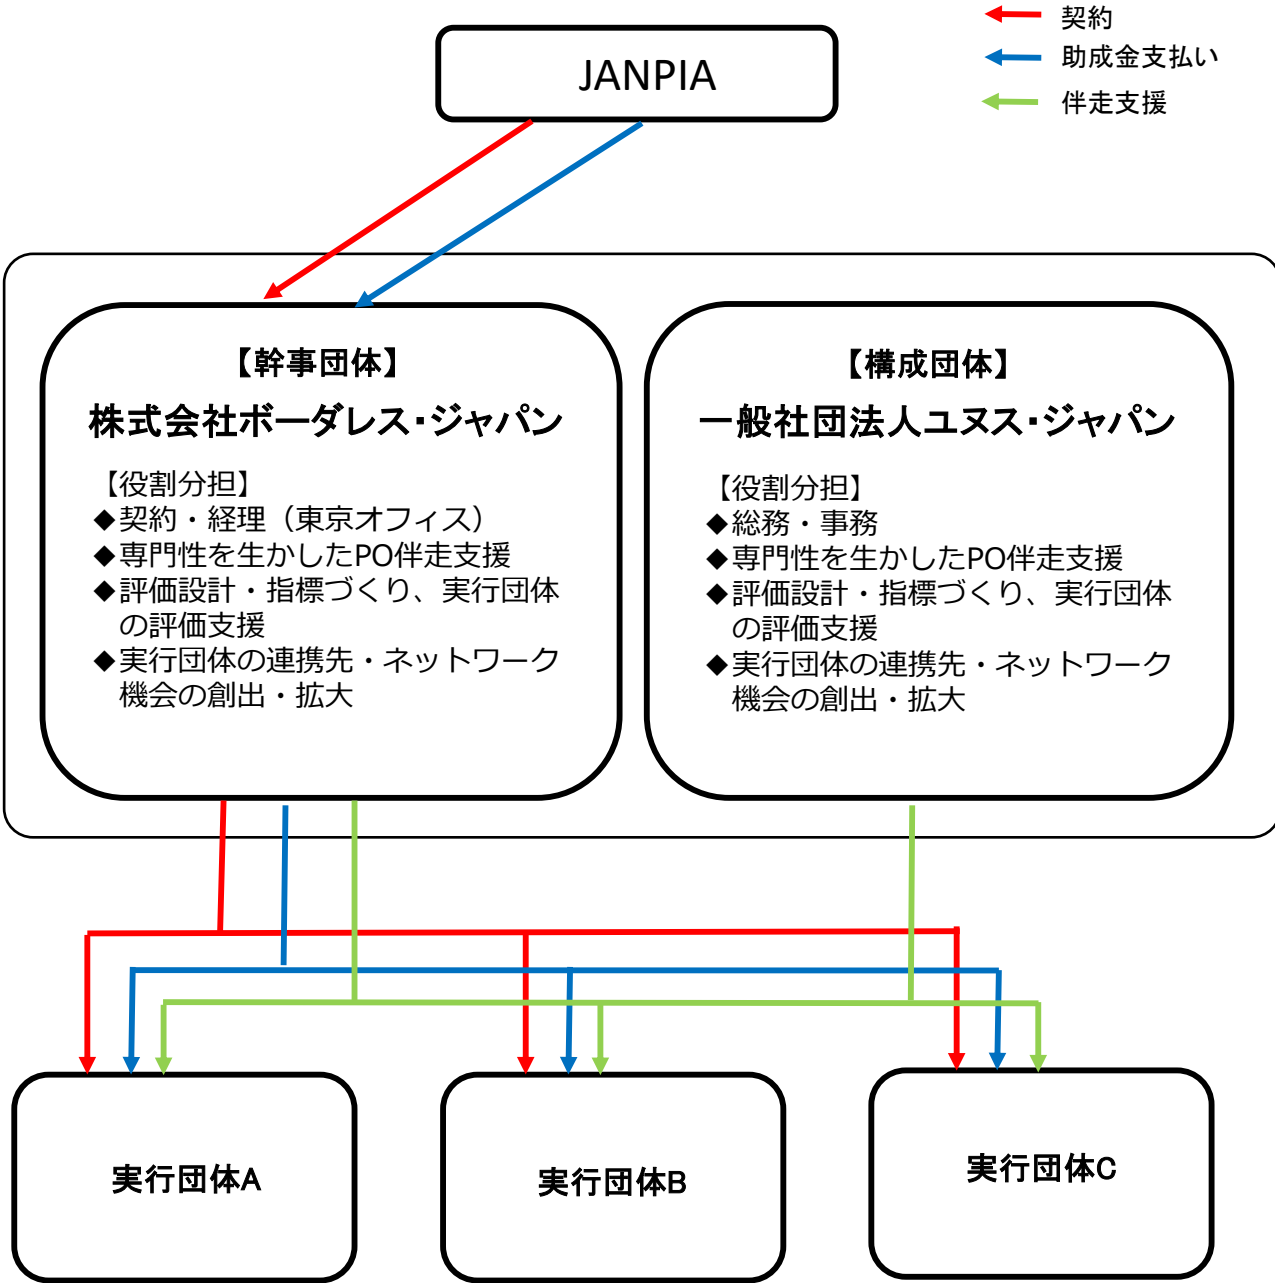 契約
助成金支払い
伴走支援
JANPIA
【幹事団体】
株式会社ボーダレス・ジャパン
【役割分担】
◆契約・経理（東京オフィス）
◆専門性を生かしたPO伴走支援
◆評価設計・指標づくり、実行団体
の評価支援
◆実行団体の連携先・ネットワーク
機会の創出・拡大
【構成団体】
一般社団法人ユヌス・ジャパン
【役割分担】
◆総務・事務
◆専門性を生かしたPO伴走支援
◆評価設計・指標づくり、実行団体
の評価支援
◆実行団体の連携先・ネットワーク
機会の創出・拡大
実行団体A
実行団体B
実行団体C